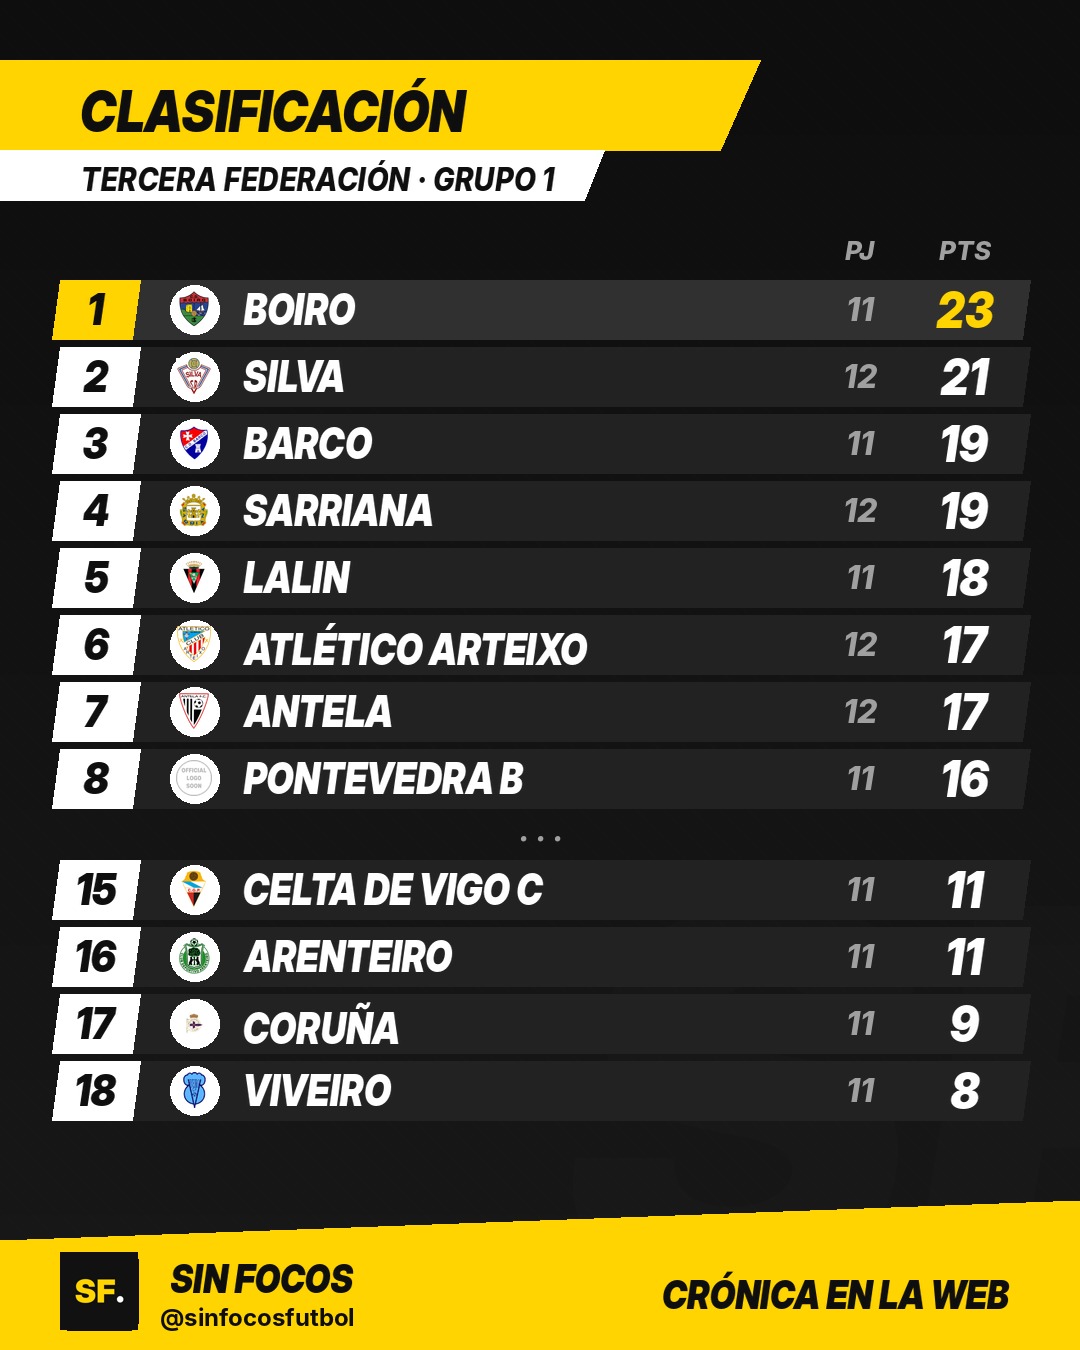 CLASIFICACIÓN
TERCERA FEDERACIÓN · GRUPO 1
PJ PTS
1 BOIRO 11 23
2 SILVA 12 21
3 BARCO 11 19
4 SARRIANA 12 19
5 LALIN 11 18
6 ATLÉTICO ARTEIXO 12 17
7 ANTELA 12 17
8 OFFICIAL LOGO SOON PONTEVEDRA B 11 16
...
15 CELTA DE VIGO C 11 11
16 ARENTEIRO 11 11
17 CORUÑA 11 9
18 VIVEIRO 11 8
SF. SIN FOCOS
@sinfocosfutbol
CRÓNICA EN LA WEB